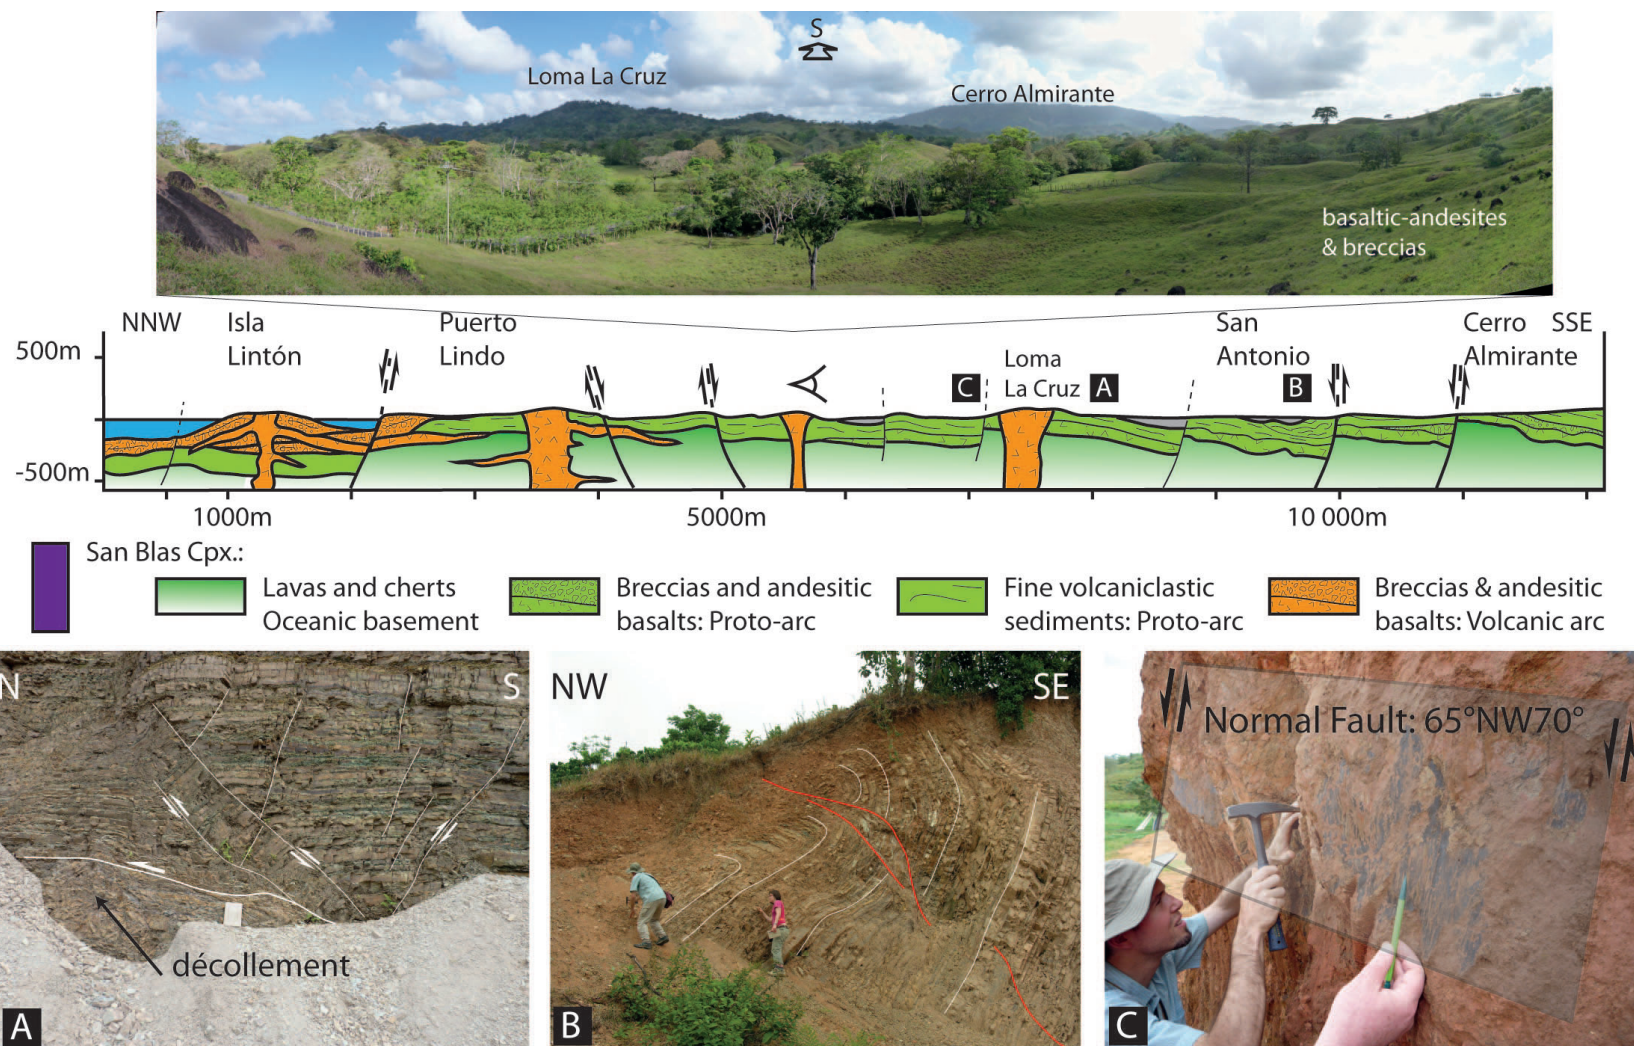 S
Loma La Cruz
Cerro Almirante
basaltic-andesites
& breccias
NNW
Isla
Lintón
Puerto
Lindo
San
Antonio
Cerro
Almirante
SSE
500m
-500m
C
Loma
La Cruz
A
B
1000m
5000m
10 000m
San Blas Cpx.:
Lavas and cherts
Oceanic basement
Breccias and andesitic
basalts: Proto-arc
Fine volcaniclastic
sediments: Proto-arc
Breccias & andesitic
basalts: Volcanic arc
N
S
décollement
A
NW
SE
B
Normal Fault: 65°NW70°
C